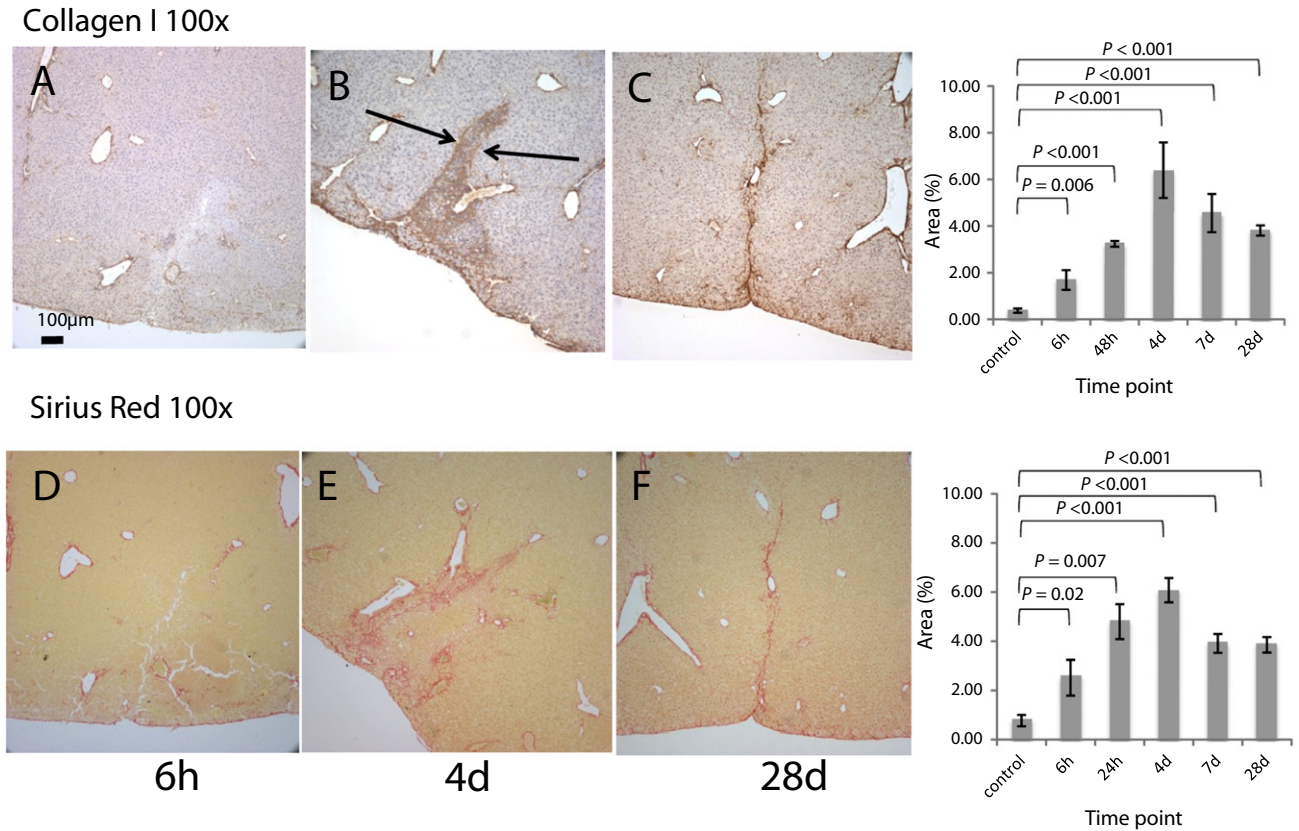 Collagen I 100x
A
B
C
100µm
P < 0.001
P <0.001
P <0.001
P <0.001
P = 0.006
10.00
8.00
6.00
4.00
2.00
0.00
Area (%)
control
6h
48h
4d
7d
28d
Time point
Sirius Red 100x
D
E
F
6h
4d
28d
P <0.001
P <0.001
P <0.001
P = 0.007
P = 0.02
10.00
8.00
6.00
4.00
2.00
0.00
Area (%)
control
6h
24h
4d
7d
28d
Time point